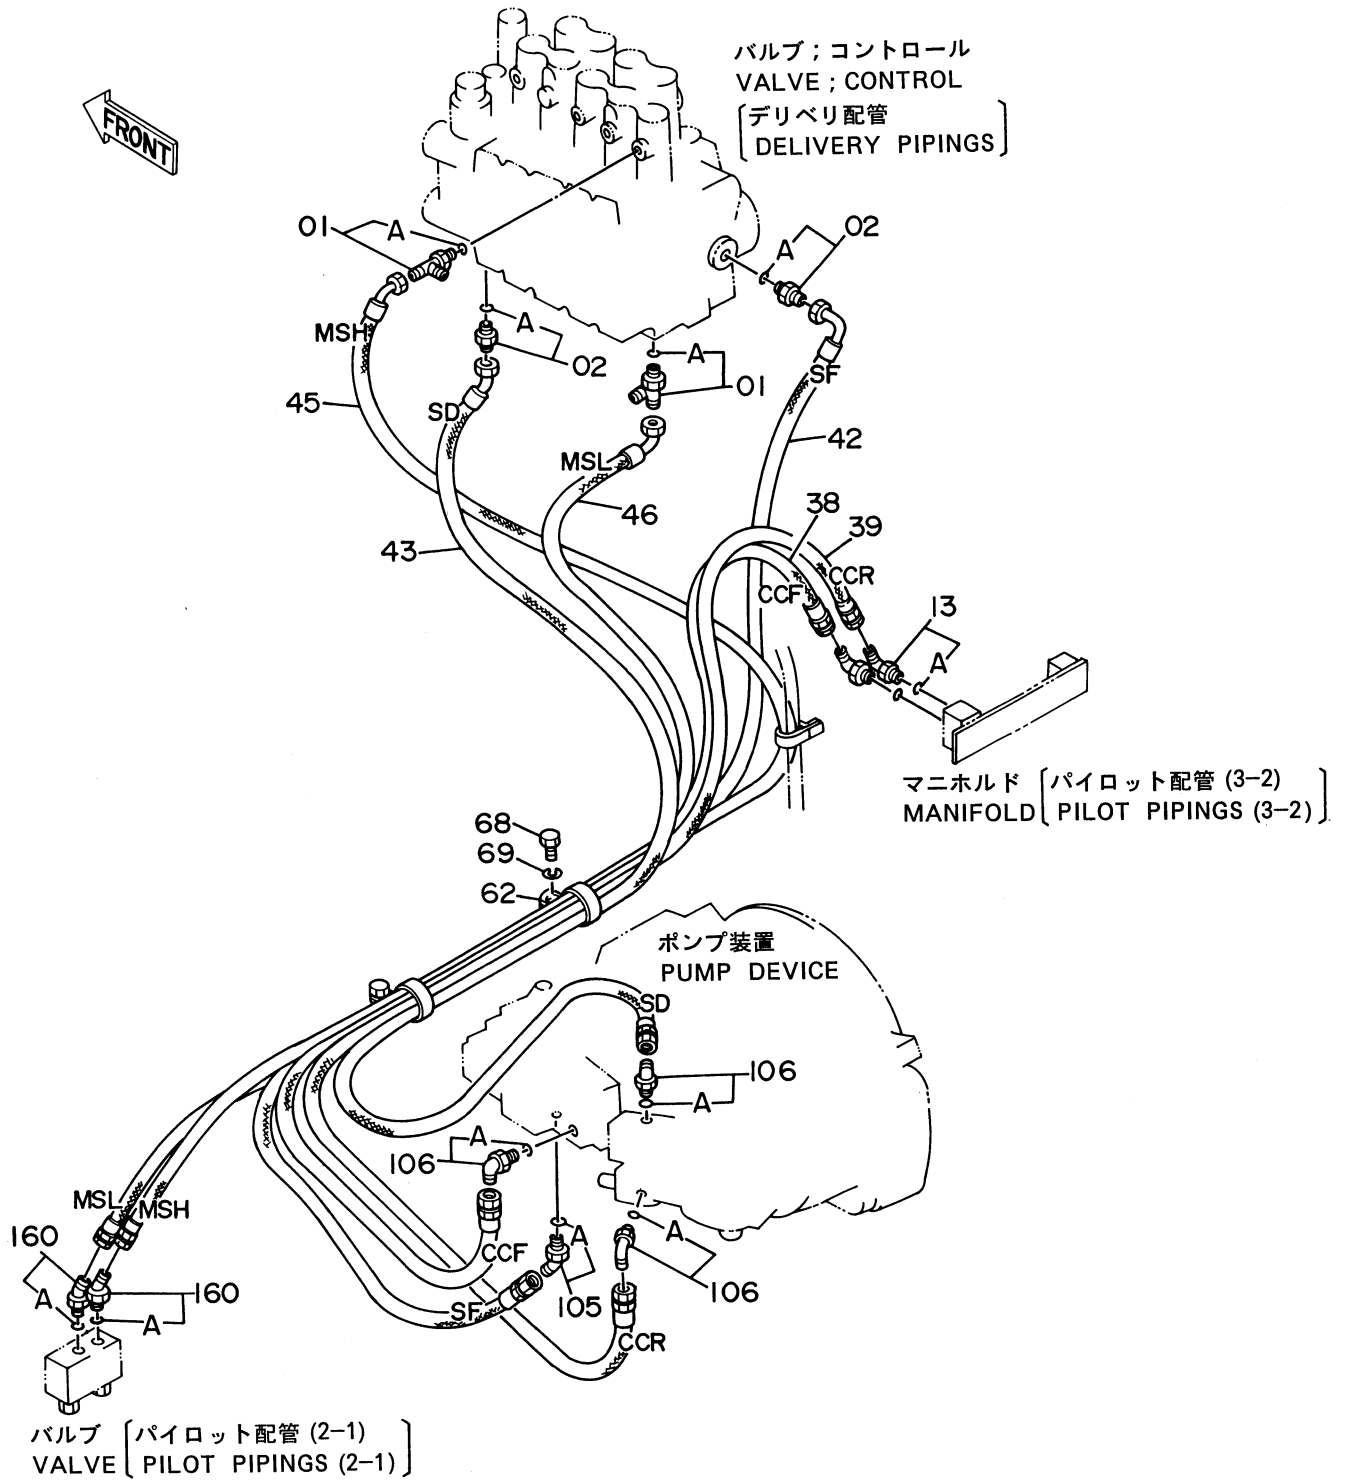 バルブ ; コントロール
VALVE ; CONTROL
デリベリ配管
DELIVERY PIPINGS
FRONT
01
A
A
02
MSH
A
02
A
01
SF
45
SD
42
MSL
46
38
39
43
CCR
CCF
13
A
マニホルド [パイロット配管 (3-2)
MANIFOLD [PILOT PIPINGS (3-2)]
68
69
62
ポンプ装置
PUMP DEVICE
SD
106
A
A
106
MSL
MSH
A
A
160
CCF
106
160
A
105
A
SF
CCR
バルブ [パイロット配管 (2-1)
VALVE [PILOT PIPINGS (2-1)]